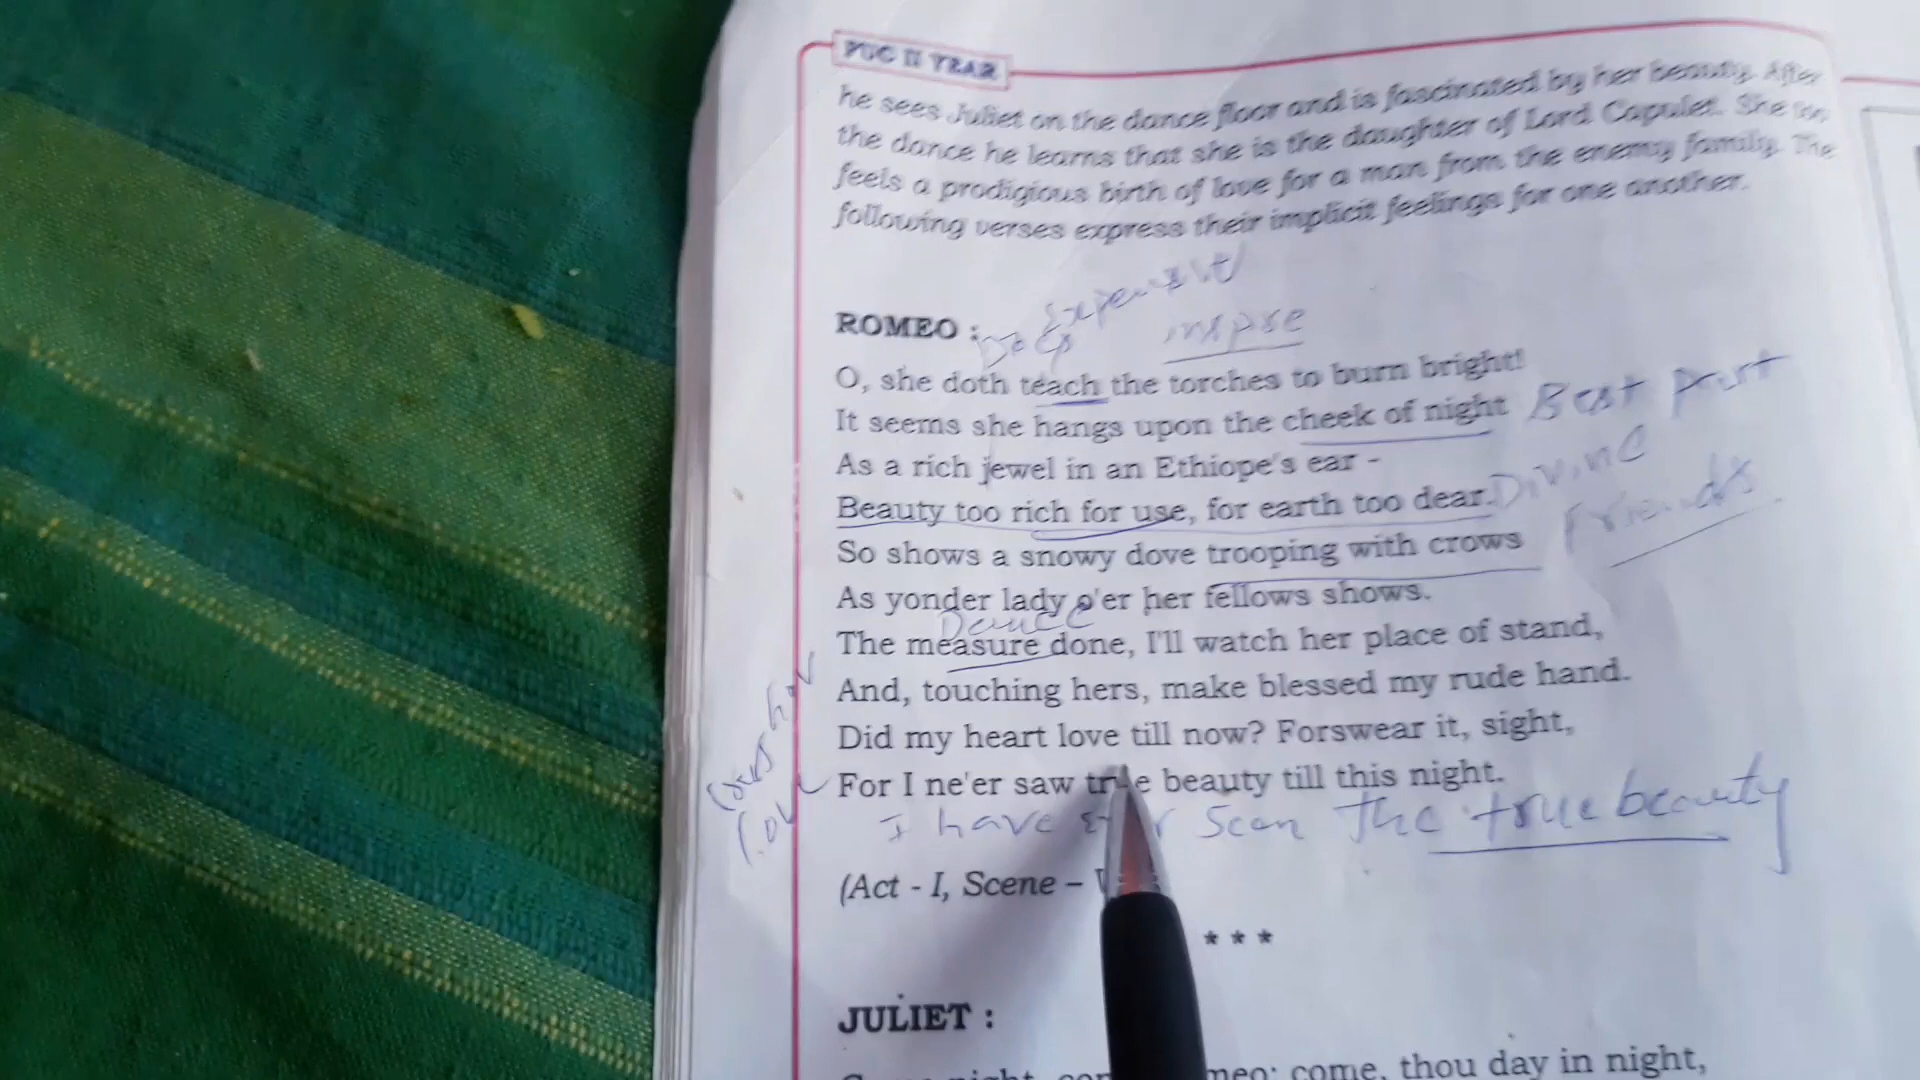 PUC II YEAR
he sees Juliet on the dance floor and is fascinated by her beauty. After
the dance he learns that she is the daughter of Lord Capulet. She too
feels a prodigious birth of love for a man from the enemy family. The
following verses express their implicit feelings for one another.
ROMEO :
Does
inspre
O, she doth teach the torches to burn bright!
It seems she hangs upon the cheek of night Best part
As a rich jewel in an Ethiope's ear -
Beauty too rich for use, for earth too dear. Divine
So shows a snowy dove trooping with crows Friends
As yonder lady o'er her fellows shows.
Dance
The measure done, I'll watch her place of stand,
And, touching hers, make blessed my rude hand.
Did my heart love till now? Forswear it, sight,
For I ne'er saw true beauty till this night.
I have seen the true beauty
(Act - I, Scene –
* * *
JULIET :
come, thou day in night,